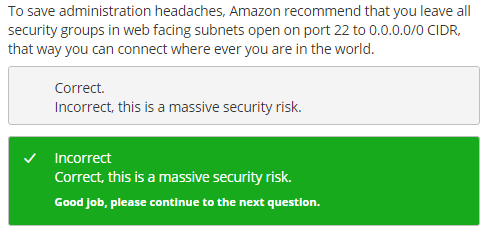 To save administration headaches, Amazon recommend that you leave all
security groups in web facing subnets open on port 22 to 0.0.0.0/0 CIDR,
that way you can connect where ever you are in the world.
Correct.
Incorrect, this is a massive security risk.
Incorrect
Correct, this is a massive security risk.
Good job, please continue to the next question.